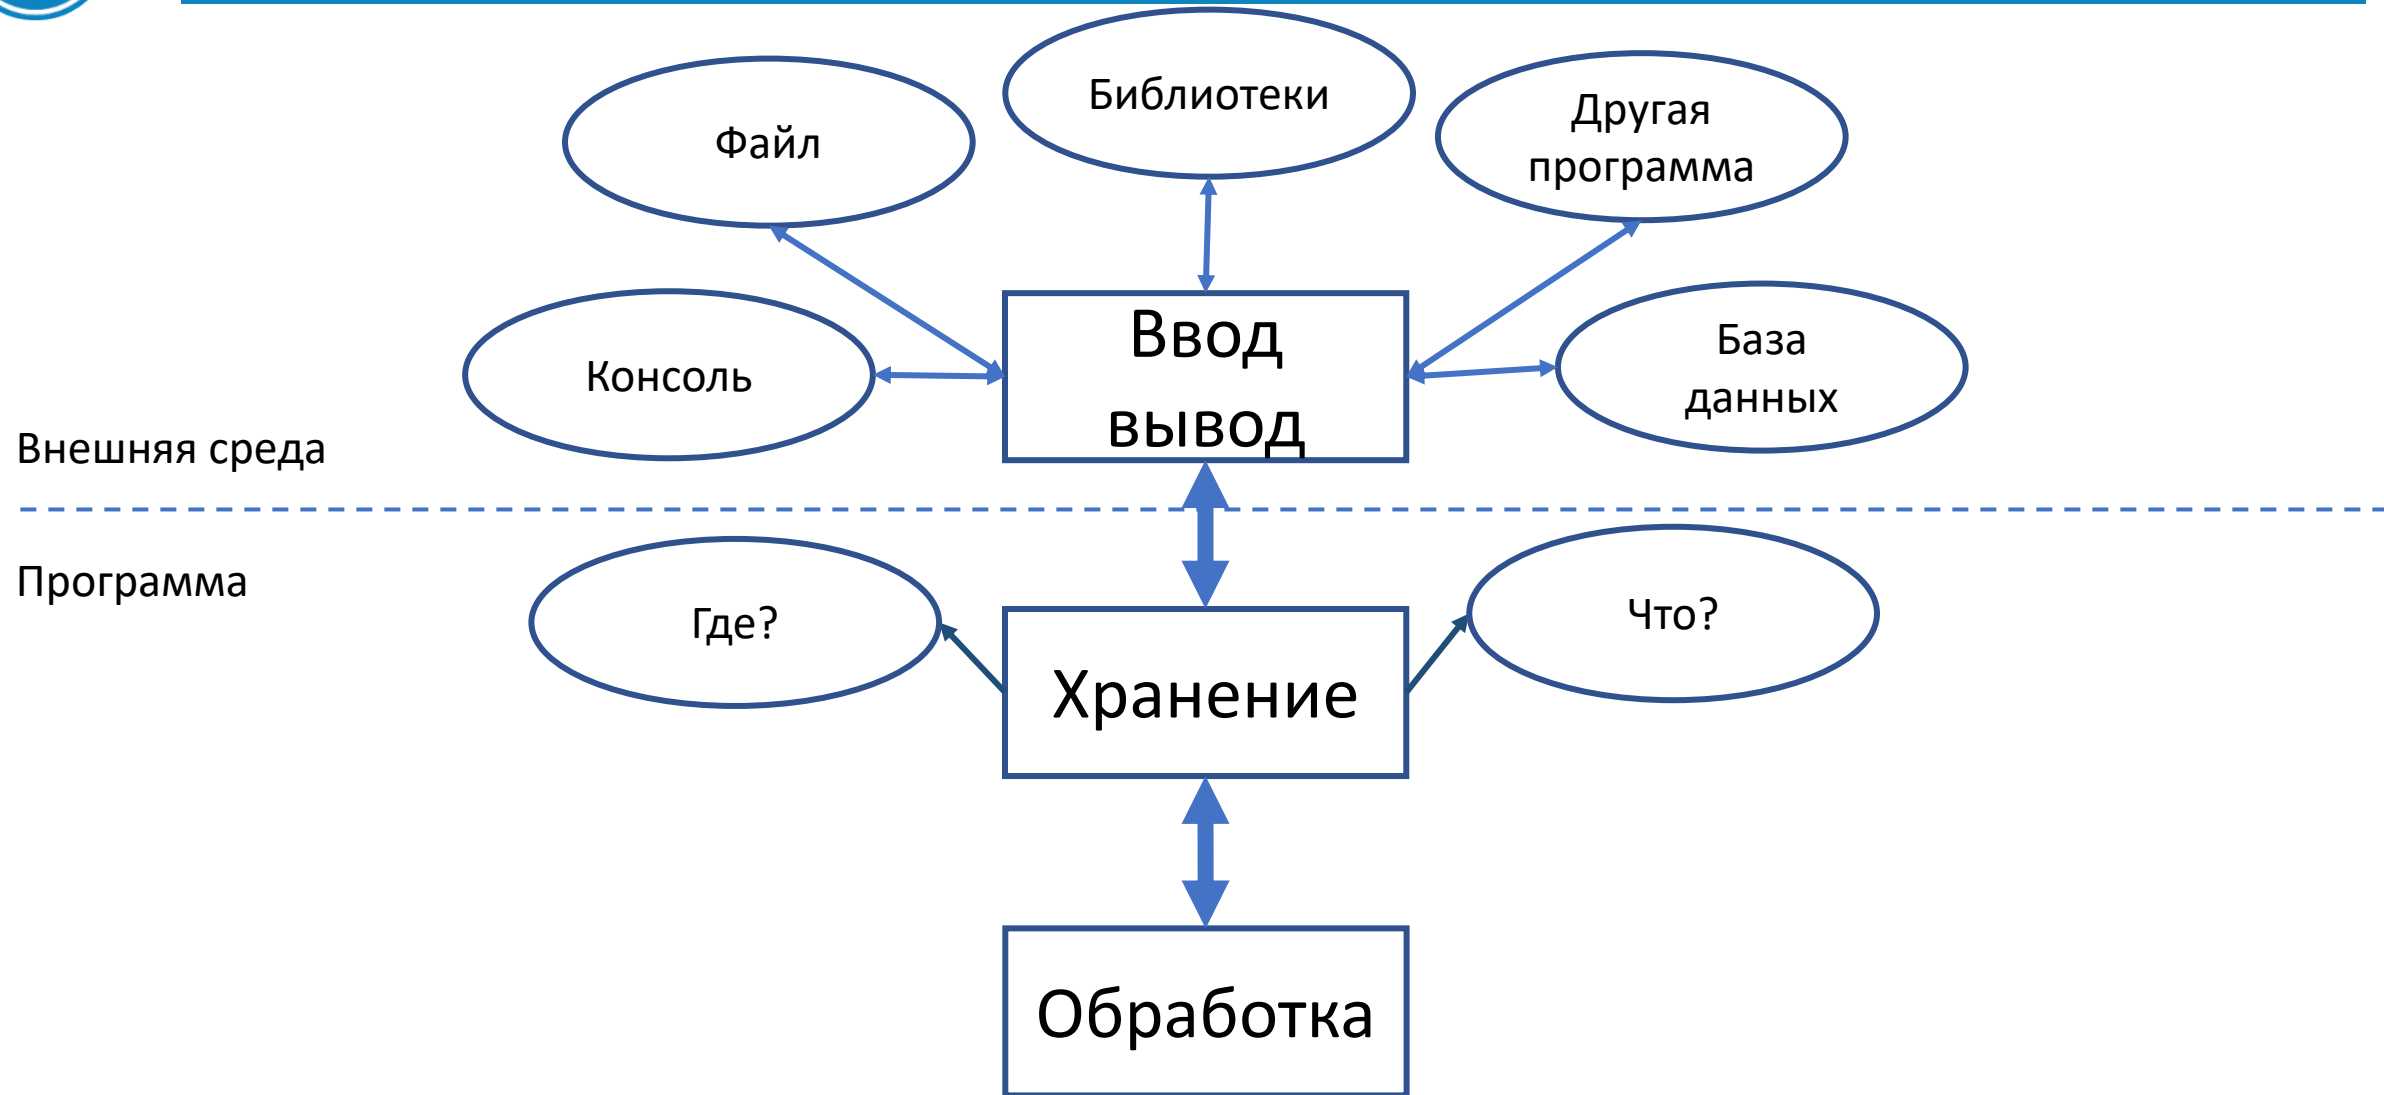 Библиотеки
Другая
программа
Файл
Ввод
вывод
База
данных
Консоль
Внешняя среда
Программа
Где?
Что?
Хранение
Обработка